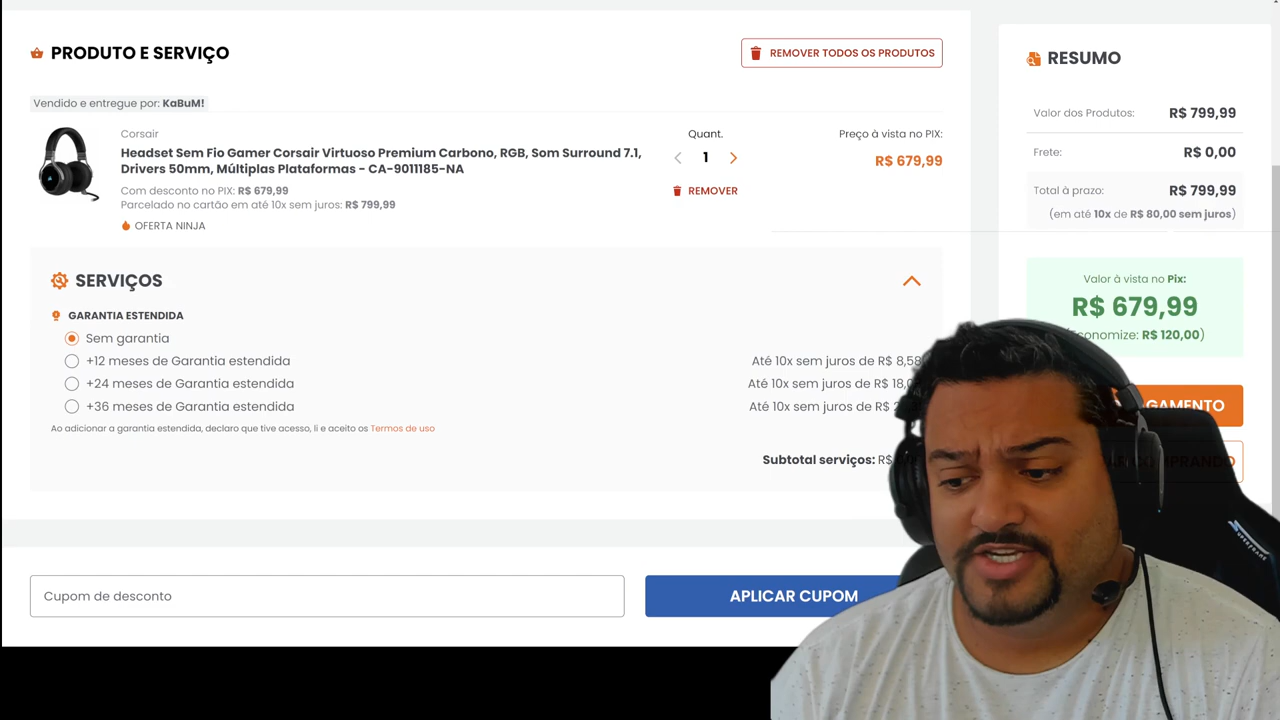 PRODUTO E SERVIÇO
REMOVER TODOS OS PRODUTOS
Vendido e entregue por: KaBuM!
Corsair
Headset Sem Fio Gamer Corsair Virtuoso Premium Carbono, RGB, Som Surround 7.1,
Drivers 50mm, Múltiplas Plataformas - CA-9011185-NA
Com desconto no PIX: R$ 679,99
Parcelado no cartão em até 10x sem juros: R$ 799,99
OFERTA NINJA
Quant.
1
REMOVER
Preço à vista no PIX:
R$ 679,99
SERVIÇOS
GARANTIA ESTENDIDA
Sem garantia
+12 meses de Garantia estendida
Até 10x sem juros de R$ 8,58
+24 meses de Garantia estendida
Até 10x sem juros de R$ 18,0
+36 meses de Garantia estendida
Até 10x sem juros de R$
Ao adicionar a garantia estendida, declaro que tive acesso, li e aceito os Termos de uso
Subtotal serviços: R$
Cupom de desconto
APLICAR CUPOM
RESUMO
Valor dos Produtos: R$ 799,99
Frete: R$ 0,00
Total à prazo: R$ 799,99
(em até 10x de R$ 80,00 sem juros)
Valor à vista no Pix:
R$ 679,99
conomize: R$ 120,00)
GAMENTO
PRANDO